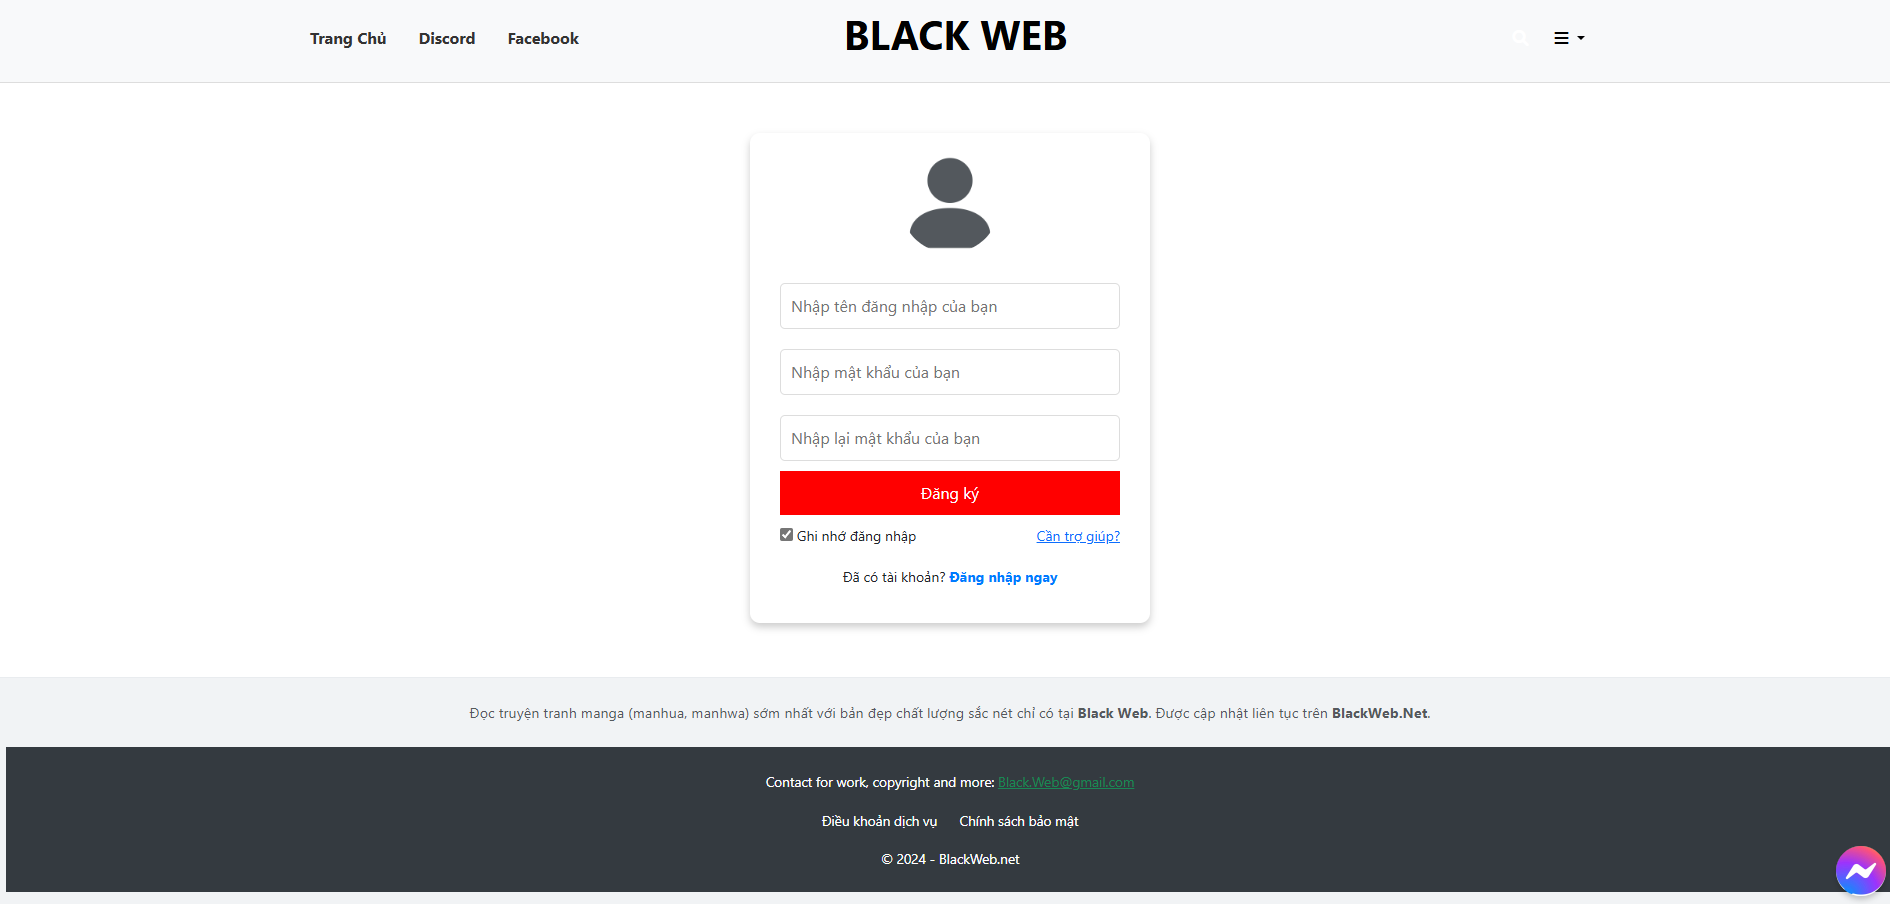 Trang Chủ
Discord
Facebook
BLACK WEB
Nhập tên đăng nhập của bạn
Nhập mật khẩu của bạn
Nhập lại mật khẩu của bạn
Đăng ký
Ghi nhớ đăng nhập
Cần trợ giúp?
Đã có tài khoản? Đăng nhập ngay
Đọc truyện tranh manga (manhua, manhwa) sớm nhất với bản đẹp chất lượng sắc nét chỉ có tại Black Web. Được cập nhật liên tục trên BlackWeb.Net.
Contact for work, copyright and more: Black.Web@gmail.com
Điều khoản dịch vụ
Chính sách bảo mật
© 2024 - BlackWeb.net